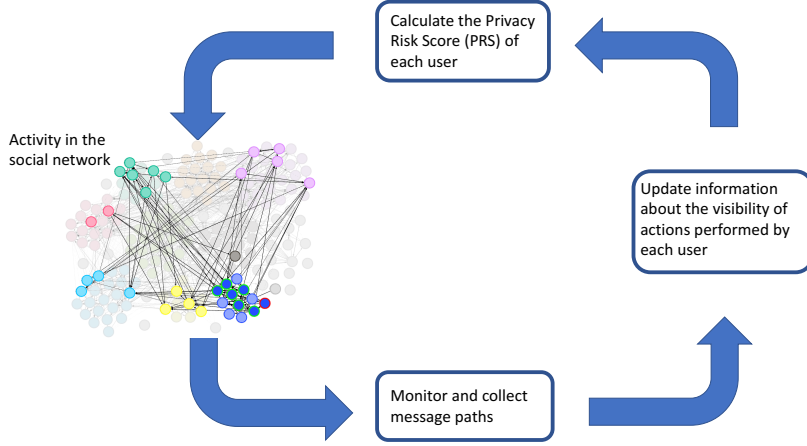 Calculate the Privacy
Risk Score (PRS) of
each user
Activity in the
social network
Update information
about the visibility of
actions performed by
each user
Monitor and collect
message paths